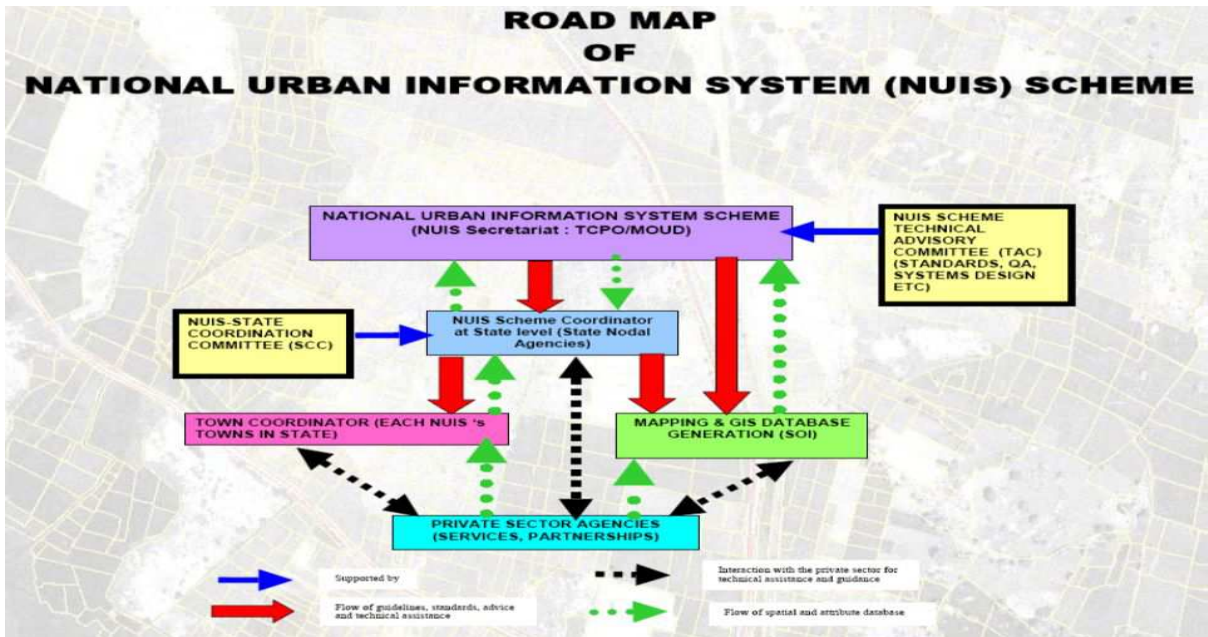 ROAD MAP
OF
NATIONAL URBAN INFORMATION SYSTEM (NUIS) SCHEME
NATIONAL URBAN INFORMATION SYSTEM SCHEME
(NUIS Secretariat : TCPO/MOUD)
NUIS SCHEME
TECHNICAL
ADVISORY
COMMITTEE (TAC)
(STANDARDS, QA,
SYSTEMS DESIGN
ETC)
NUIS-STATE
COORDINATION
COMMITTEE (SCC)
NUIS Scheme Coordinator
at State level (State Nodal
Agencies)
TOWN COORDINATOR (EACH NUIS ‘s
TOWNS IN STATE)
MAPPING & GIS DATABASE
GENERATION (SOI)
PRIVATE SECTOR AGENCIES
(SERVICES, PARTNERSHIPS)
Supported by
Interaction with the private sector for
technical assistance and guidance
Flow of guidelines, standards, advice
and technical assistance
Flow of spatial and attribute database